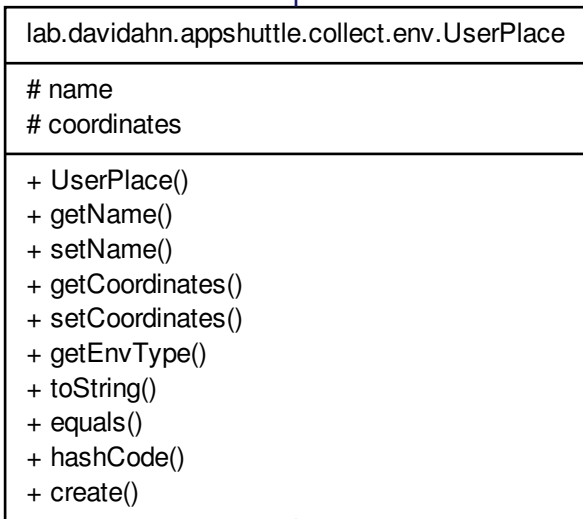 lab.davidahn.appshuttle.collect.env.UserPlace
# name
# coordinates
+ UserPlace()
+ getName()
+ setName()
+ getCoordinates()
+ setCoordinates()
+ getEnvType()
+ toString()
+ equals()
+ hashCode()
+ create()